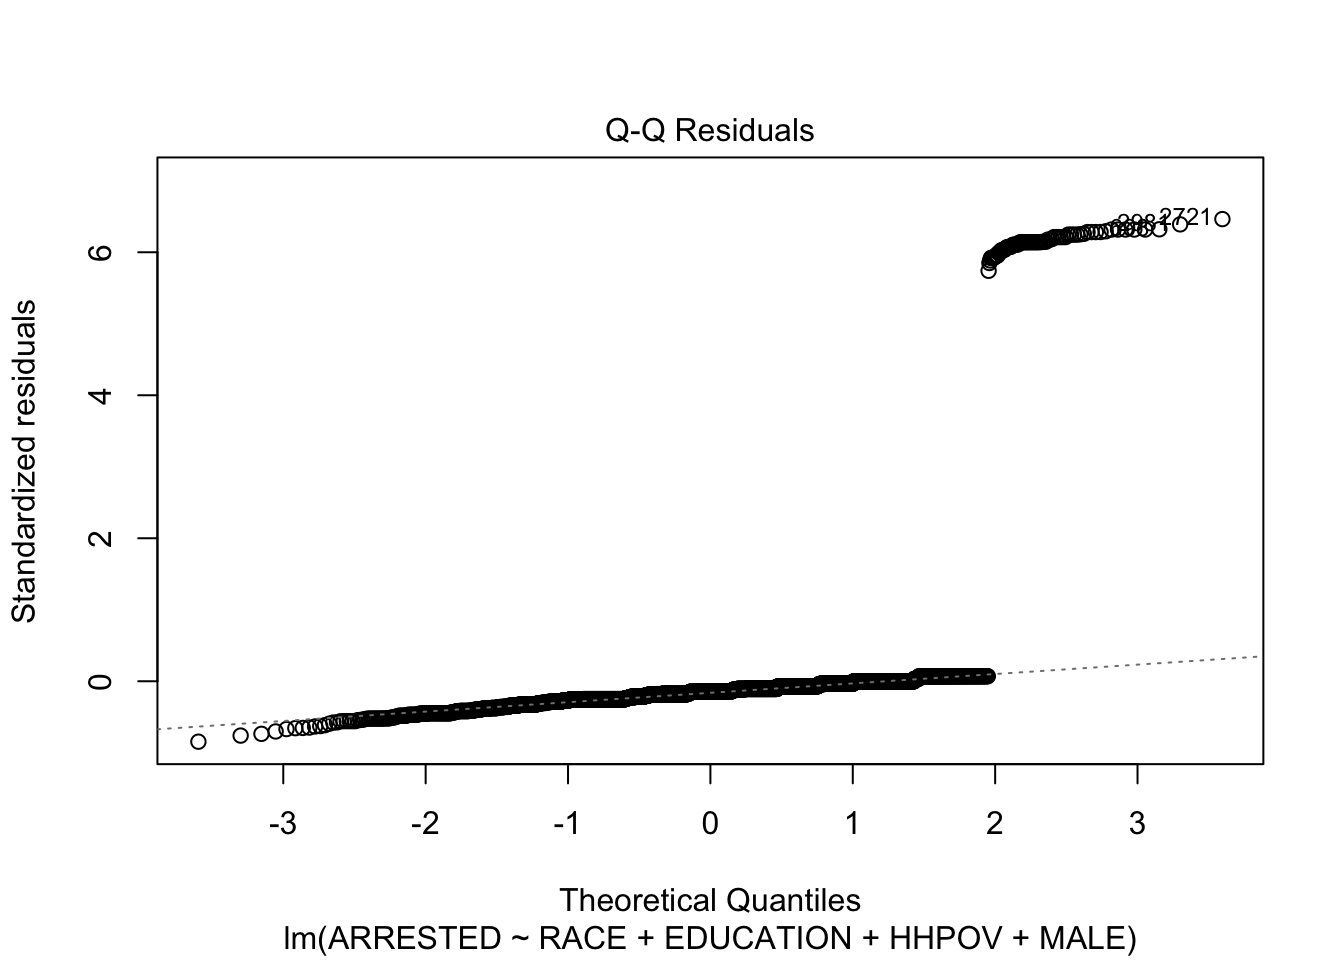 Q-Q Residuals
Standardized residuals
6
4
2
0
2721
-3 -2 -1 0 1 2 3
Theoretical Quantiles
lm(ARRESTED ~ RACE + EDUCATION + HHPOV + MALE)